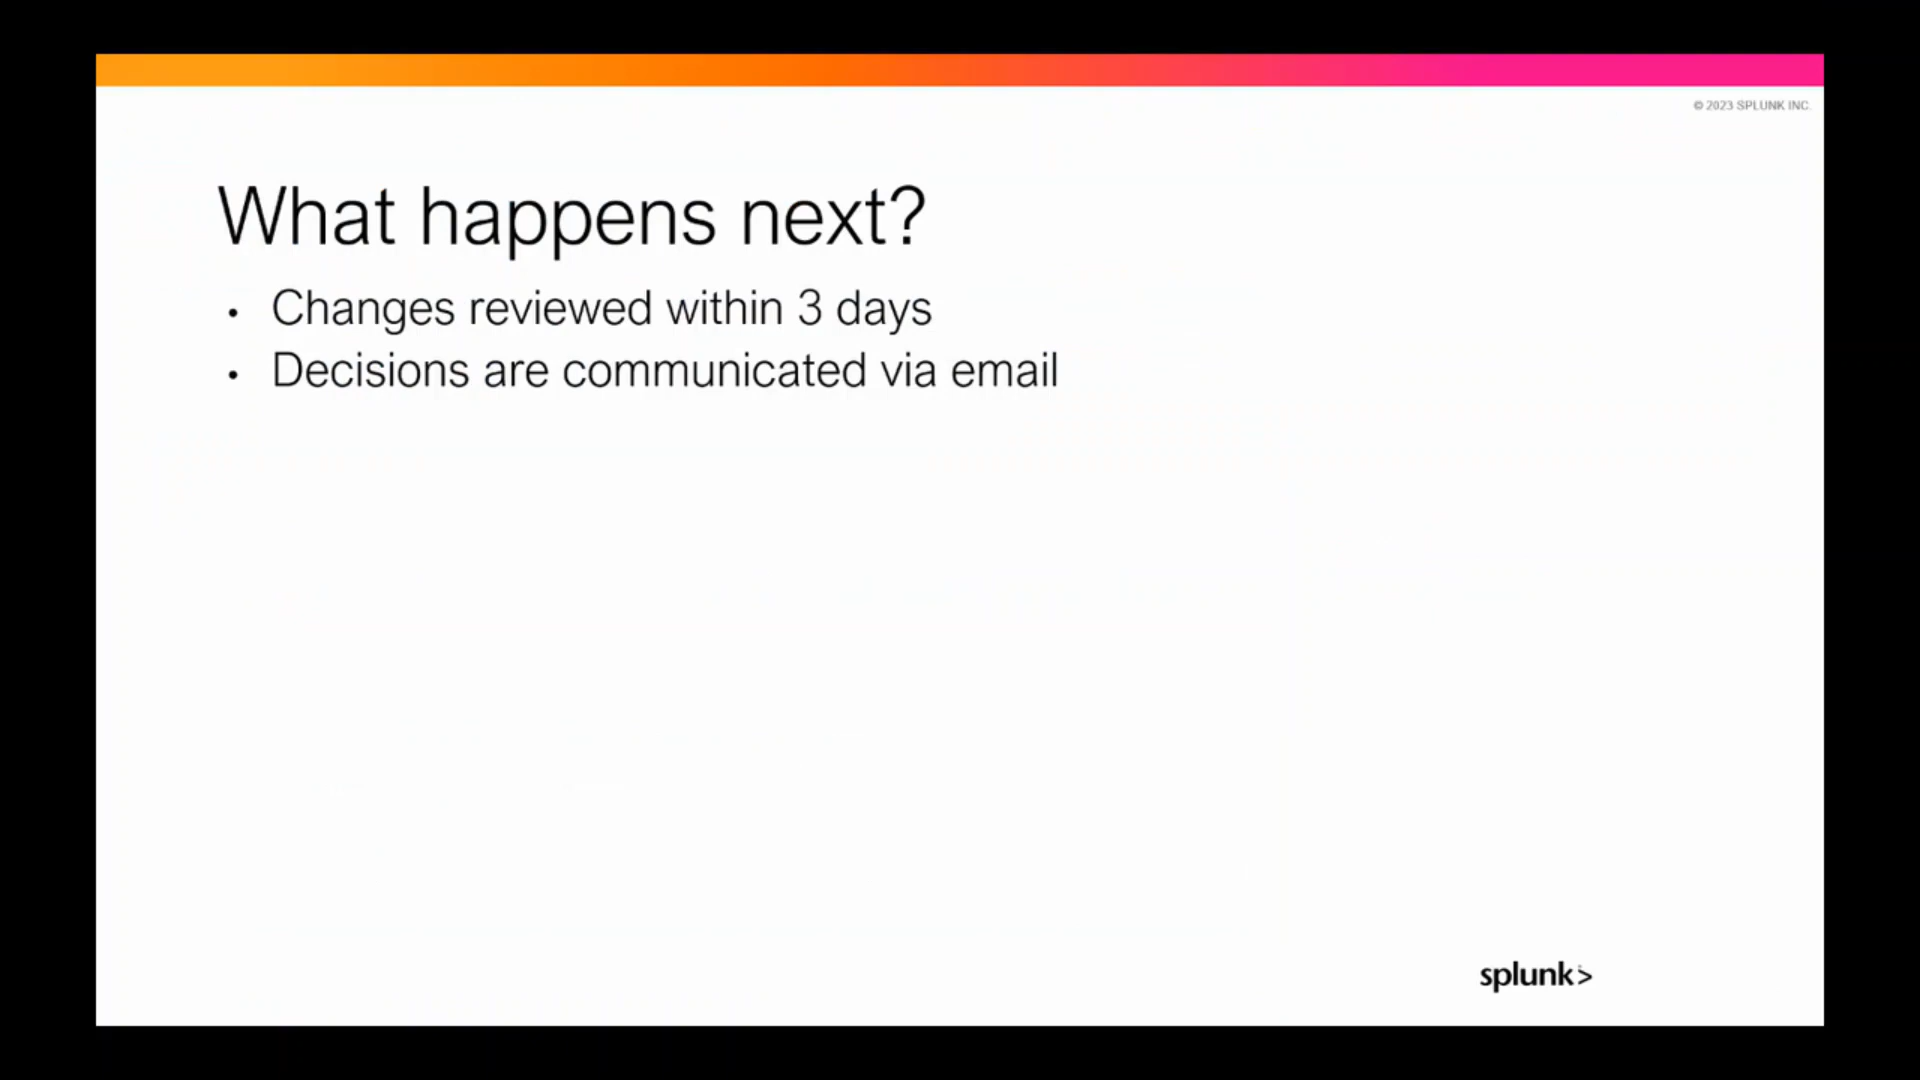 © 2023 SPLUNK INC.
What happens next?
• Changes reviewed within 3 days
• Decisions are communicated via email
splunk>